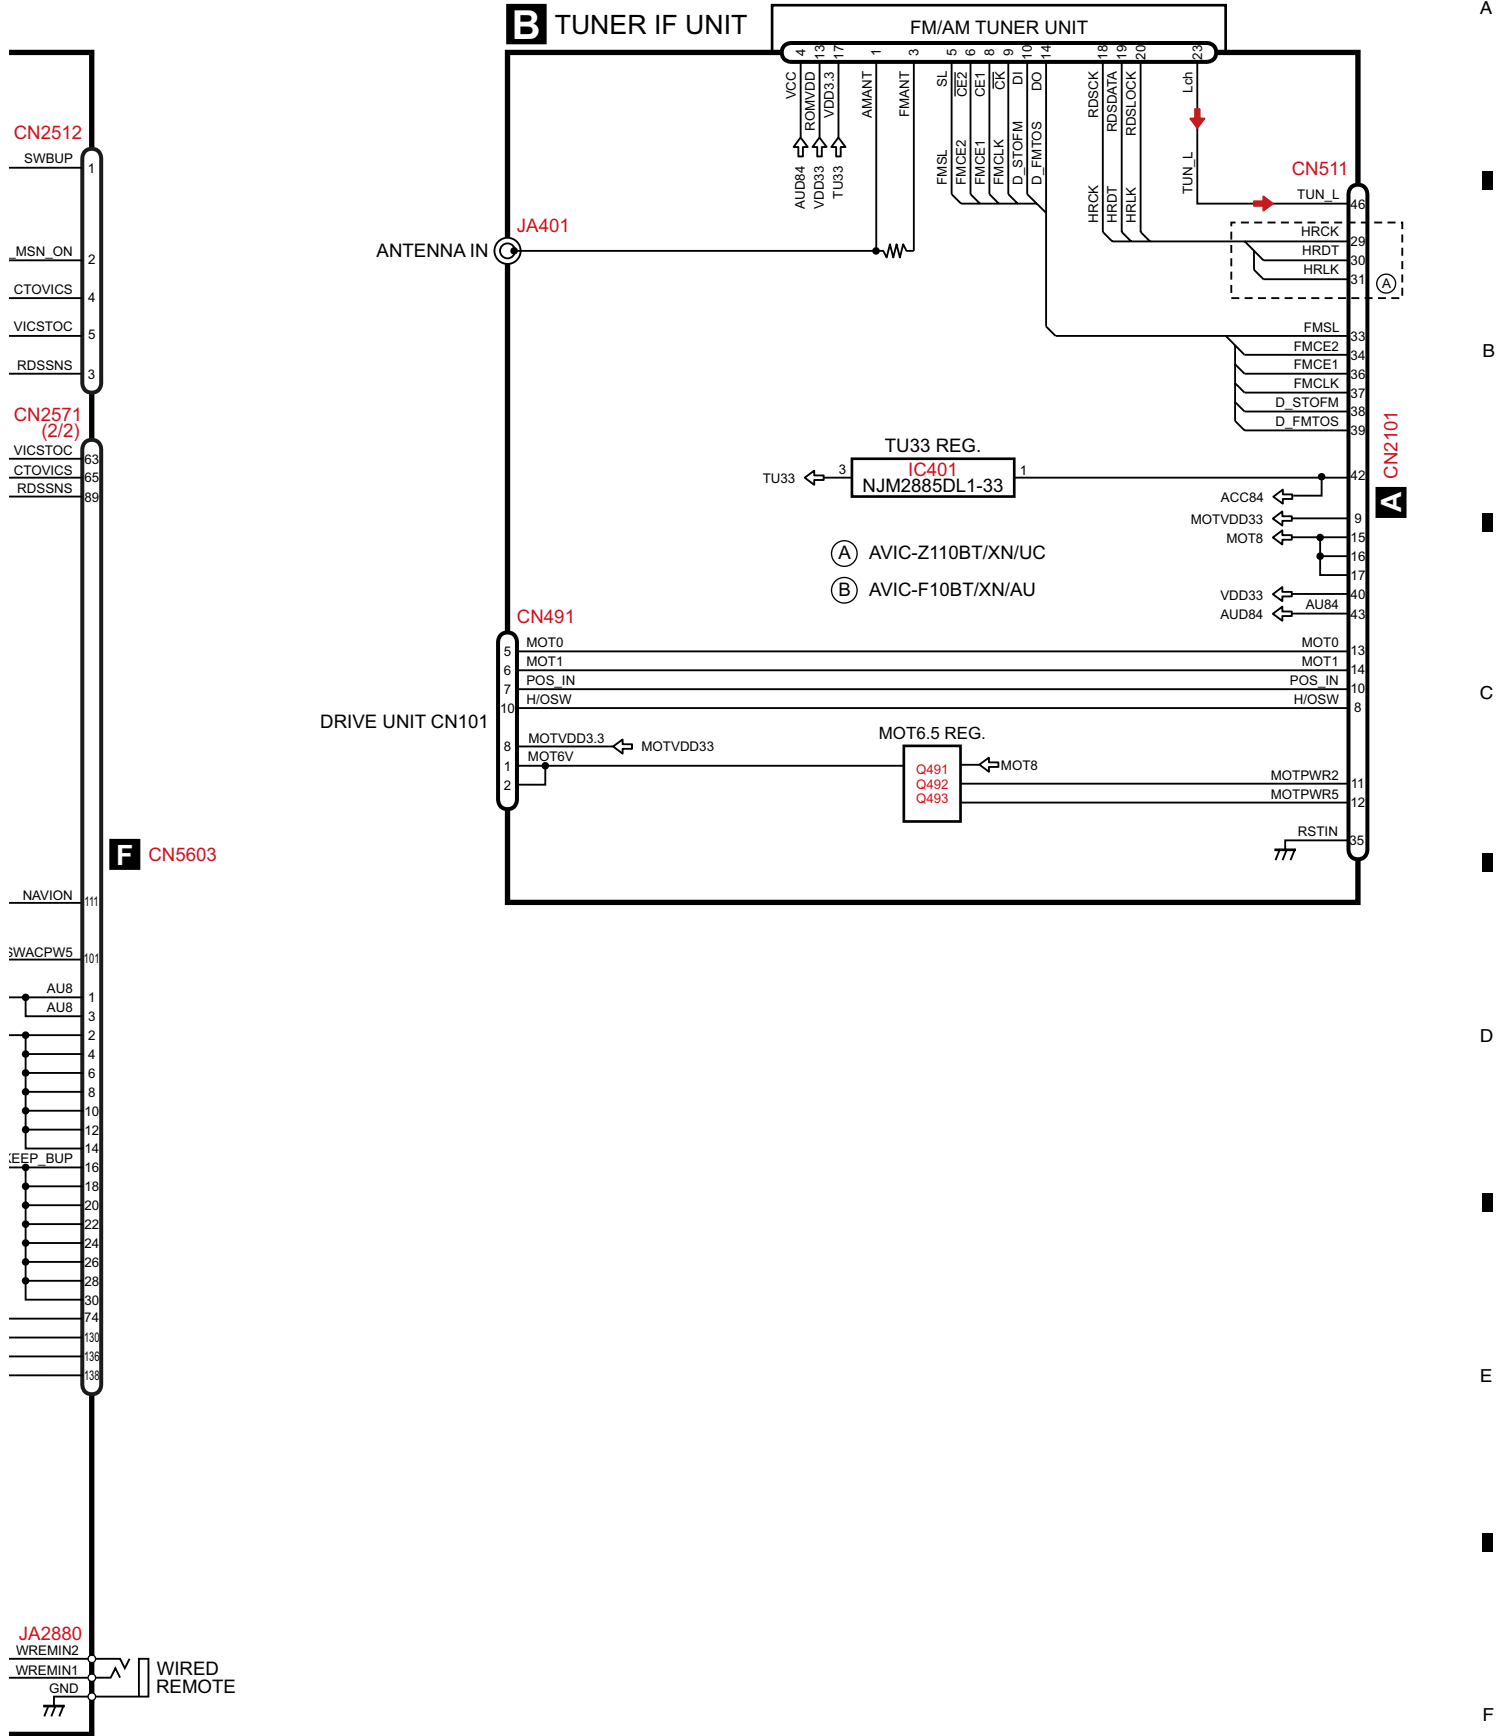 A
B TUNER IF UNIT
FM/AM TUNER UNIT
4 13 17 1 3 5 6 8 9 10 14 18 19 20 23
VCC
ROMVDD
VDD3.3
AMANT
FMANT
SL
CE2
CE1
CK
DI
DO
RDSCK
RDSDATA
RDSLOCK
Lch
AUD84
VDD33
TU33
FMSL
FMCE2
FMCE1
FMCLK
D_STOFM
D_FMTOS
HRCK
HRDT
HRLK
TUN_L
CN511
TUN_L 46
HRCK 29
HRDT 30
HRLK 31
A
FMSL 33
FMCE2 34
FMCE1 36
FMCLK 37
D_STOFM 38
D_FMTOS 39
CN2101
A
JA401
ANTENNA IN
TU33 REG.
TU33 3 IC401 1 42
NJM2885DL1-33
ACC84
MOTVDD33 9
MOT8 15
16
17
VDD33 40
AUD84 AU84 43
A AVIC-Z110BT/XN/UC
B AVIC-F10BT/XN/AU
CN491
5 MOT0 MOT0 13
6 MOT1 MOT1 14
7 POS_IN POS_IN 10
10 H/OSW H/OSW 8
DRIVE UNIT CN101
8 MOTVDD3.3 MOTVDD33
1 MOT6V
2
MOT6.5 REG.
Q491
Q492
Q493
MOT8
MOTPWR2 11
MOTPWR5 12
RSTIN 35
CN2512
SWBUP 1
_MSN_ON 2
CTOVICS 4
VICSTOC 5
RDSSNS 3
CN2571
(2/2)
VICSTOC 63
CTOVICS 65
RDSSNS 89
F CN5603
NAVION 111
SWACPW5 101
AU8 1
AU8 3
2
4
6
8
10
12
14
KEEP_BUP 16
18
20
22
24
26
28
30
74
130
136
138
JA2880
WREMIN2
WREMIN1
GND
WIRED
REMOTE
B
C
D
E
F